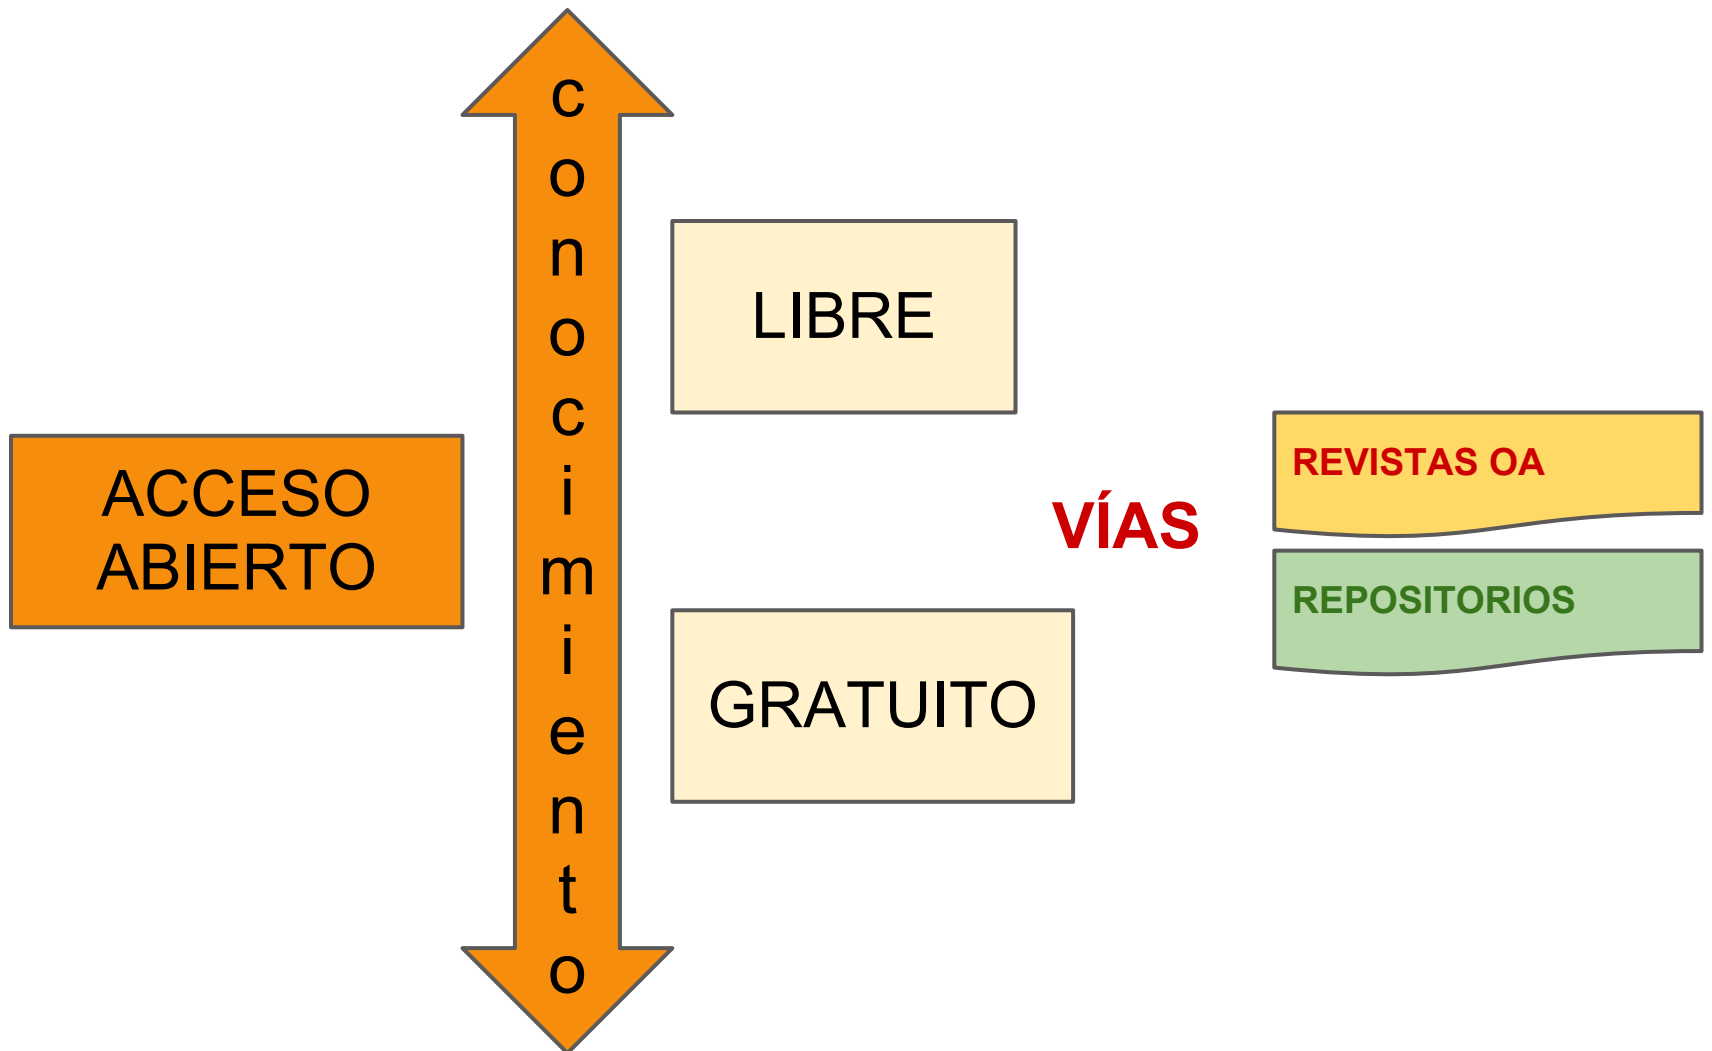 ACCESO
ABIERTO
conocimiento
LIBRE
GRATUITO
VÍAS
REVISTAS OA
REPOSITORIOS